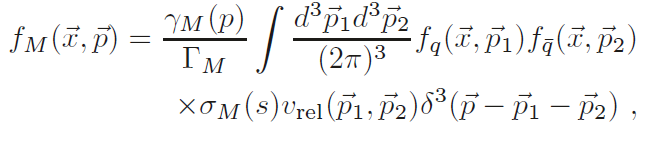 f_M(\vec{x}, \vec{p}) = \frac{\gamma_M(p)}{\Gamma_M} \int \frac{d^3\vec{p}_1 d^3\vec{p}_2}{(2\pi)^3} f_q(\vec{x}, \vec{p}_1) f_{\bar{q}}(\vec{x}, \vec{p}_2)
\times \sigma_M(s) v_{\rm rel}(\vec{p}_1, \vec{p}_2) \delta^3(\vec{p} - \vec{p}_1 - \vec{p}_2) ,